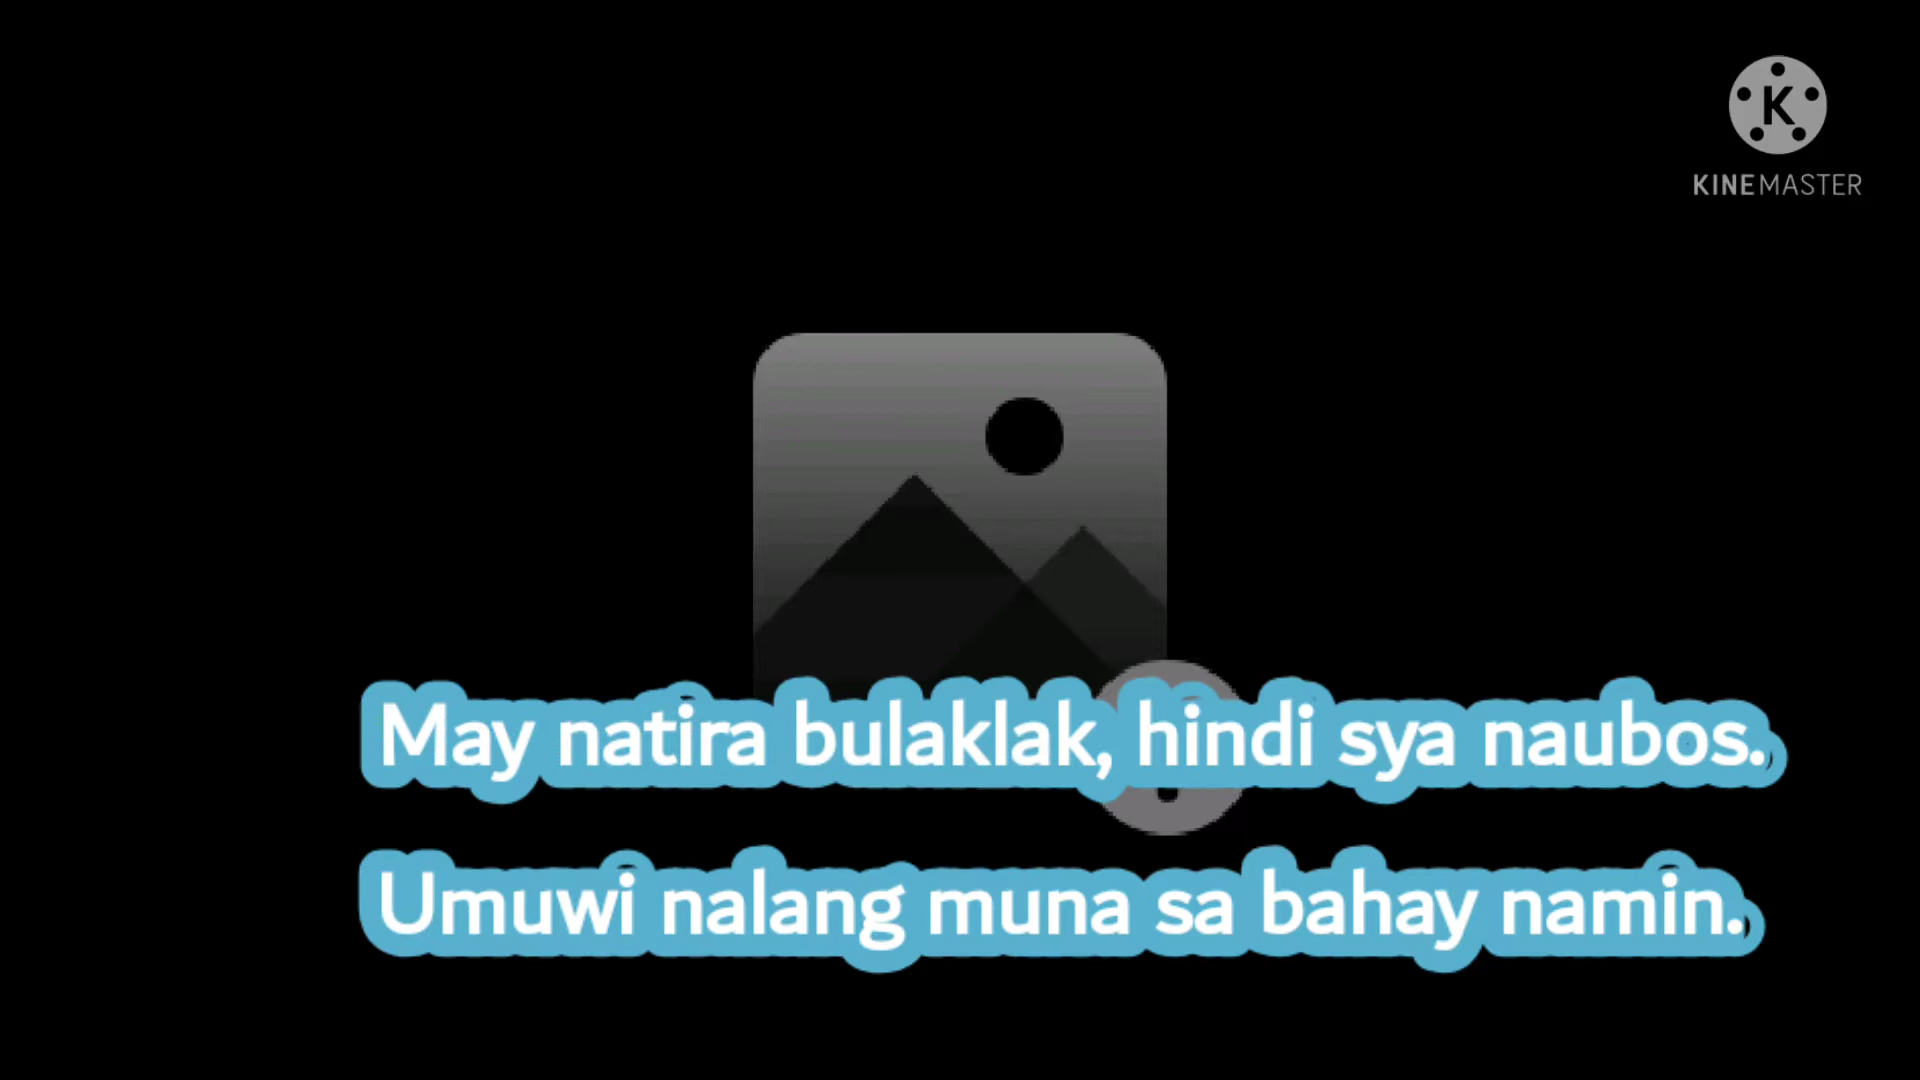 K
KINEMASTER
May natira bulaklak, hindi sya naubos.
Umuwi nalang muna sa bahay namin.